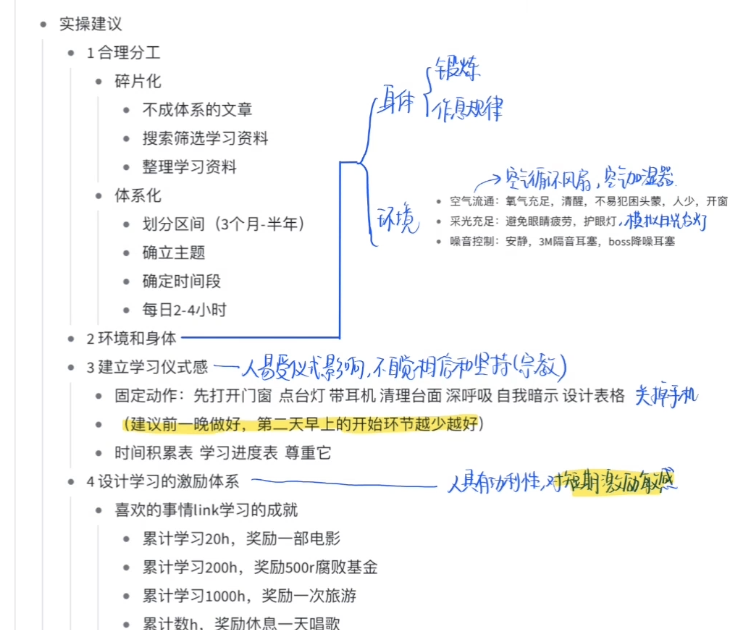 实操建议
1 合理分工
碎片化
不成体系的文章
搜索筛选学习资料
整理学习资料
体系化
划分区间（3个月-半年）
确立主题
确定时间段
每日2-4小时
身体
锻炼
作息规律
环境
空气循环风扇，空气加湿器
空气流通：氧气充足，清醒，不易犯困头蒙，人少，开窗
采光充足：避免眼睛疲劳，护眼灯，模拟日光台灯
噪音控制：安静，3M隔音耳塞，boss降噪耳塞
2 环境和身体
3 建立学习仪式感 人易受仪式影响，不自觉相信和坚持(宗教)
固定动作：先打开门窗 点台灯 带耳机 清理台面 深呼吸 自我暗示 设计表格 关掉手机
（建议前一晚做好，第二天早上的开始环节越少越好）
时间积累表 学习进度表 尊重它
4 设计学习的激励体系 人具有功利性，对短期激励敏感
喜欢的事情link学习的成就
累计学习20h，奖励一部电影
累计学习200h，奖励500r腐败基金
累计学习1000h，奖励一次旅游
累计数h，奖励休息一天唱歌